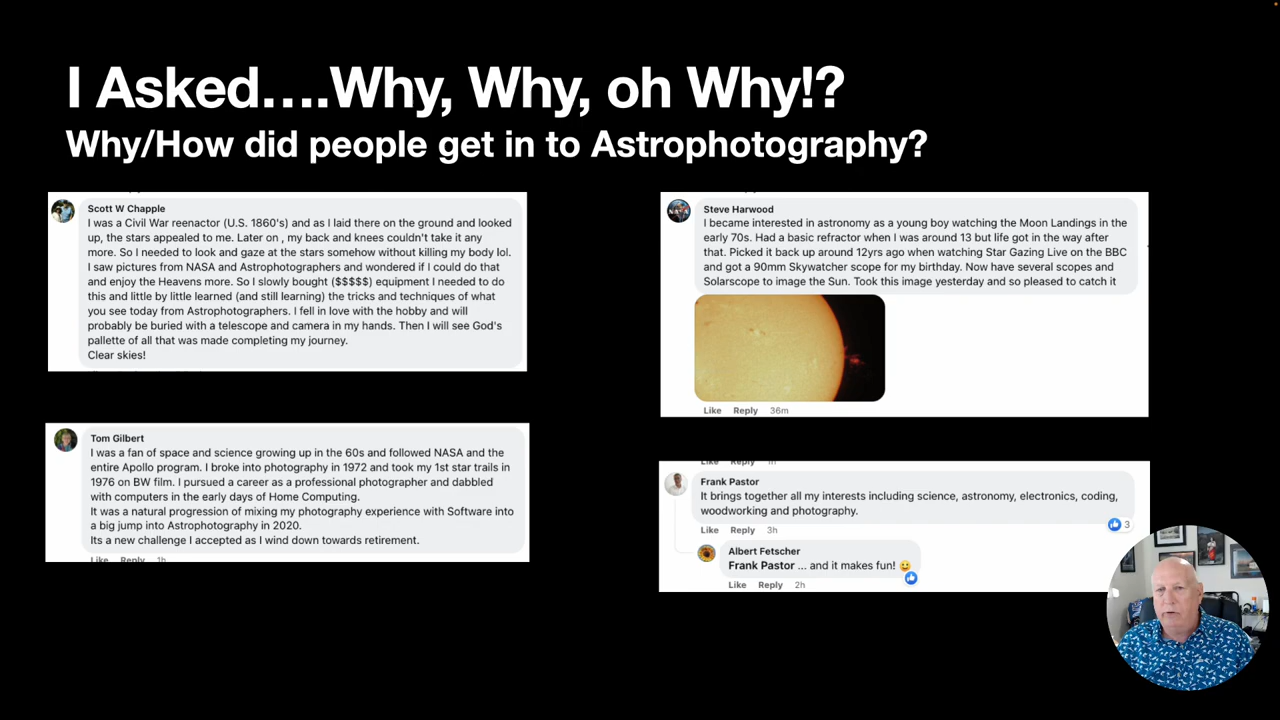 I Asked....Why, Why, oh Why!?
Why/How did people get in to Astrophotography?
Scott W Chapple
I was a Civil War reenactor (U.S. 1860's) and as I laid there on the ground and looked
up, the stars appealed to me. Later on , my back and knees couldn't take it any
more. So I needed to look and gaze at the stars somehow without killing my body lol.
I saw pictures from NASA and Astrophotographers and wondered if I could do that
and enjoy the Heavens more. So I slowly bought ($$$$$) equipment I needed to do
this and little by little learned (and still learning) the tricks and techniques of what
you see today from Astrophotographers. I fell in love with the hobby and will
probably be buried with a telescope and camera in my hands. Then I will see God's
pallette of all that was made completing my journey.
Clear skies!
Tom Gilbert
I was a fan of space and science growing up in the 60s and followed NASA and the
entire Apollo program. I broke into photography in 1972 and took my 1st star trails in
1976 on BW film. I pursued a career as a professional photographer and dabbled
with computers in the early days of Home Computing.
It was a natural progression of mixing my photography experience with Software into
a big jump into Astrophotography in 2020.
Its a new challenge I accepted as I wind down towards retirement.
Like Reply 1h
Steve Harwood
I became interested in astronomy as a young boy watching the Moon Landings in the
early 70s. Had a basic refractor when I was around 13 but life got in the way after
that. Picked it back up around 12yrs ago when watching Star Gazing Live on the BBC
and got a 90mm Skywatcher scope for my birthday. Now have several scopes and
Solarscope to image the Sun. Took this image yesterday and so pleased to catch it
Like Reply 36m
Like Reply 1h
Frank Pastor
It brings together all my interests including science, astronomy, electronics, coding,
woodworking and photography.
Like Reply 3h
3
Albert Fetscher
Frank Pastor ... and it makes fun! 😃
Like Reply 2h